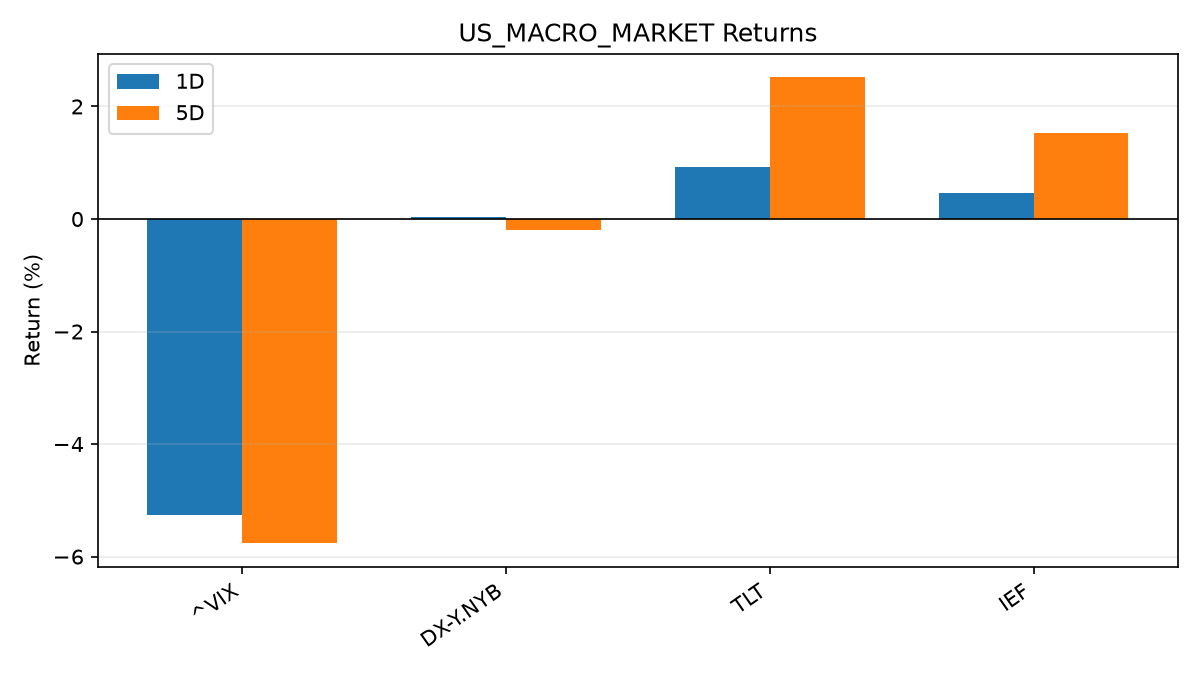 US_MACRO_MARKET Returns
1D
5D
Return (%)
2
0
−2
−4
−6
^VIX
DX-Y.NYB
TLT
IEF